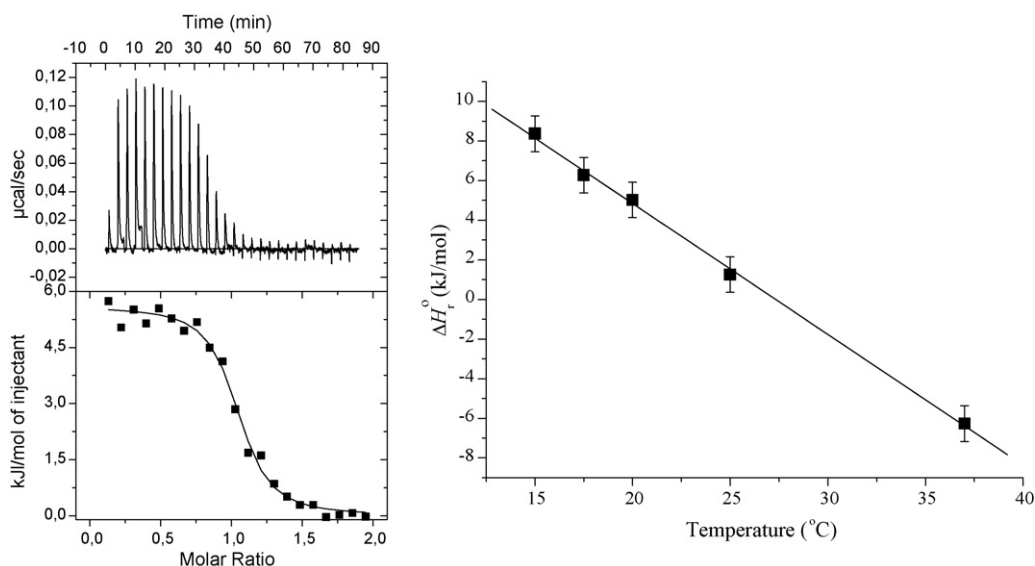 Time (min)
-10 0 10 20 30 40 50 60 70 80 90
0,12
0,10
0,08
0,06
0,04
0,02
0,00
-0,02
µcal/sec
6,0
4,5
3,0
1,5
0,0
kJl/mol of injectant
0,0 0,5 1,0 1,5 2,0
Molar Ratio
10
8
6
4
2
0
-2
-4
-6
-8
ΔH°r (kJ/mol)
15 20 25 30 35 40
Temperature (°C)